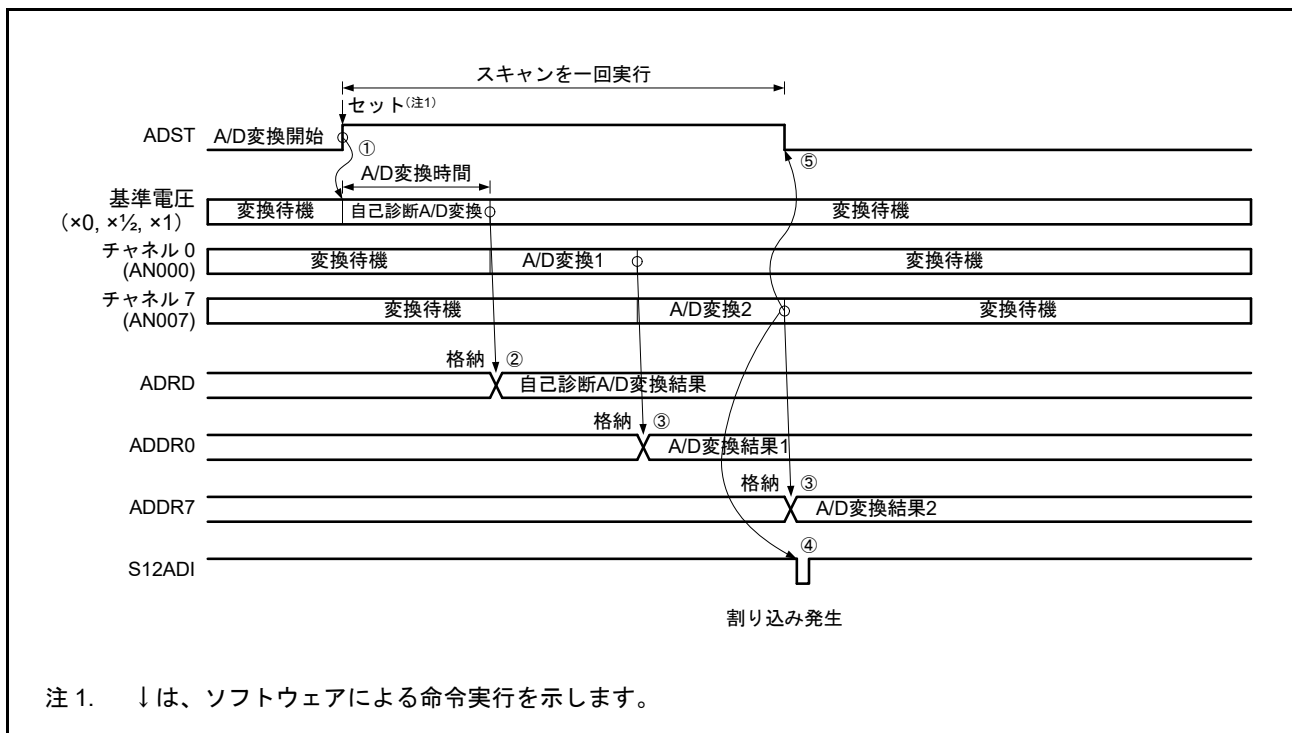 スキャンを一回実行
セット(注1)
ADST A/D変換開始 ① ⑤
A/D変換時間
基準電圧
(×0, ×½, ×1)
変換待機 自己診断A/D変換 変換待機
チャネル 0
(AN000)
変換待機 A/D変換1 変換待機
チャネル 7
(AN007)
変換待機 A/D変換2 変換待機
格納 ②
ADRD 自己診断A/D変換結果
格納 ③
ADDR0 A/D変換結果1
格納 ③
ADDR7 A/D変換結果2
④
S12ADI
割り込み発生
注 1. ↓は、ソフトウェアによる命令実行を示します。